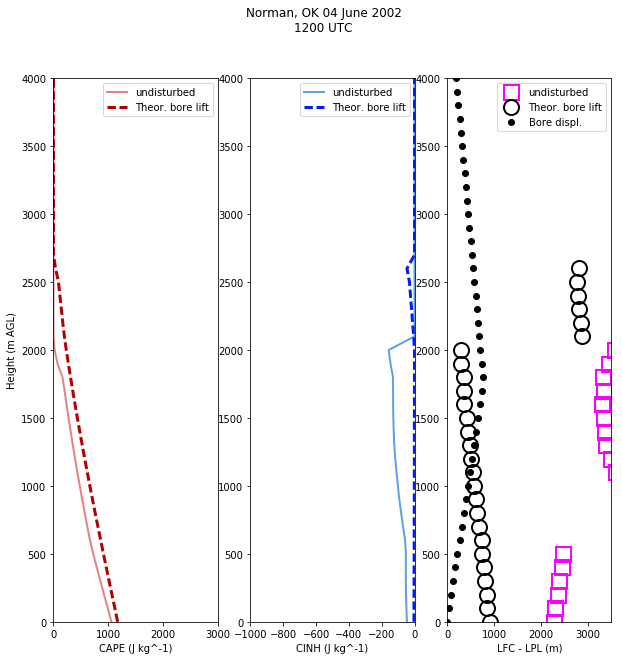 Norman, OK 04 June 2002
1200 UTC
undisturbed
Theor. bore lift
undisturbed
Theor. bore lift
undisturbed
Theor. bore lift
Bore displ.
4000
3500
3000
2500
2000
1500
1000
500
0
4000
3500
3000
2500
2000
1500
1000
500
0
4000
3500
3000
2500
2000
1500
1000
500
0
Height (m AGL)
0 1000 2000 3000
−1000 −800 −600 −400 −200 0
0 1000 2000 3000
CAPE (J kg^-1)
CINH (J kg^-1)
LFC - LPL (m)